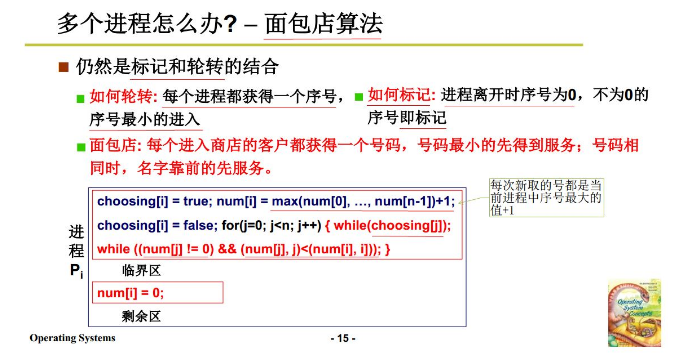 多个进程怎么办? – 面包店算法
仍然是标记和轮转的结合
如何轮转: 每个进程都获得一个序号，
序号最小的进入
如何标记: 进程离开时序号为0，不为0的
序号即标记
面包店: 每个进入商店的客户都获得一个号码，号码最小的先得到服务；号码相
同时，名字靠前的先服务。
每次新取的号都是当
前进程中序号最大的
值+1
进程Pi
choosing[i] = true; num[i] = max(num[0], …, num[n-1])+1;
choosing[i] = false; for(j=0; j<n; j++) { while(choosing[j]);
while ((num[j] != 0) && (num[j], j)<(num[i], i])); }
临界区
num[i] = 0;
剩余区
Operating
System
Concepts
Operating Systems
- 15 -